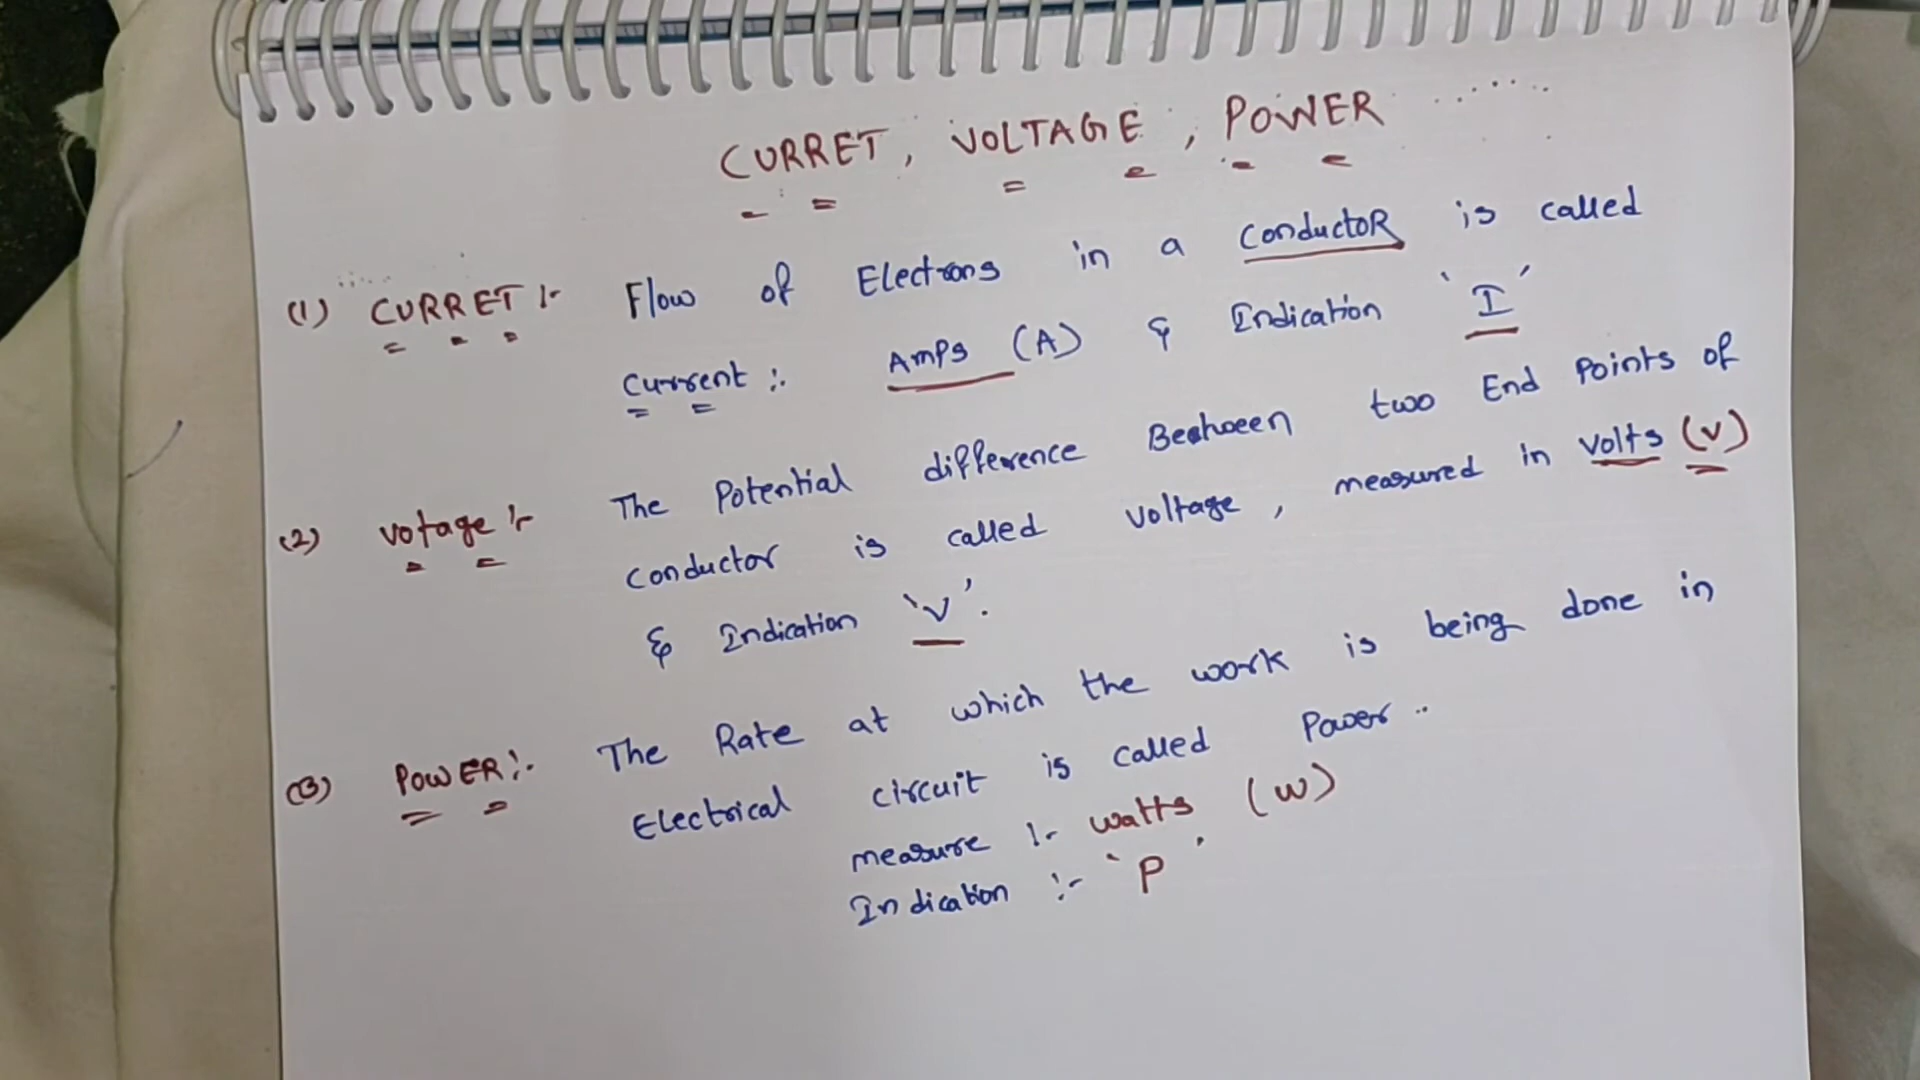 CURRET, VOLTAGE, POWER
(1) CURRET :- Flow of Electrons in a conductoR is called
current :. Amps (A) & Indication 'I'
(2) votage :- The Potential difference Between two End Points of
conductor is called voltage, measured in volts (v)
& Indication 'V'.
(3) POWER :- The Rate at which the work is being done in
Electrical circuit is called Power..
measure :- watts (w)
Indication :- 'P'